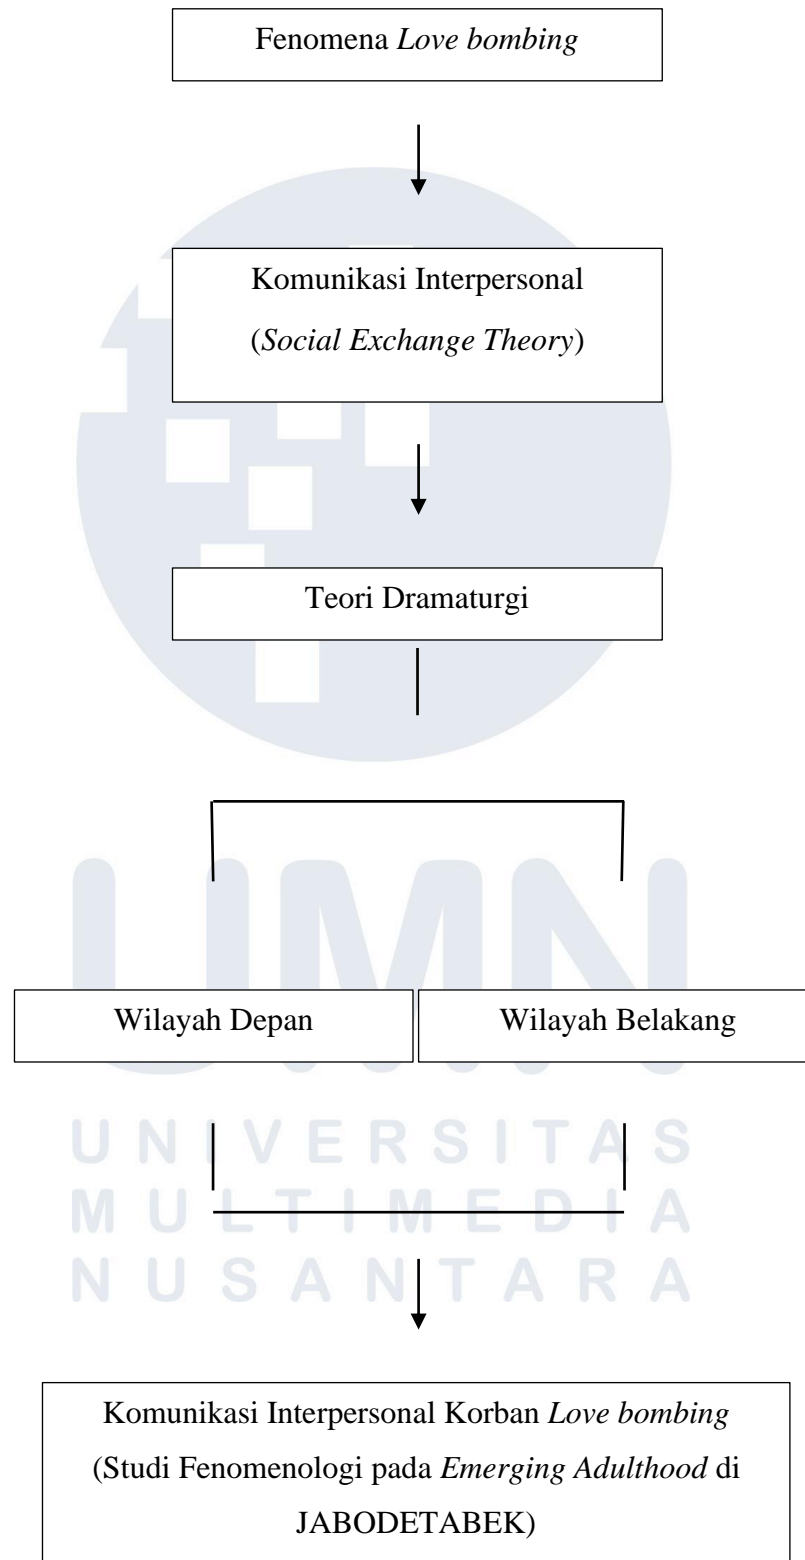 Fenomena Love bombing
Komunikasi Interpersonal
(Social Exchange Theory)
Teori Dramaturgi
UMN
Wilayah Depan
Wilayah Belakang
UNIVERSITAS
MULTIMEDIA
NUSANTARA
Komunikasi Interpersonal Korban Love bombing
(Studi Fenomenologi pada Emerging Adulthood di
JABODETABEK)